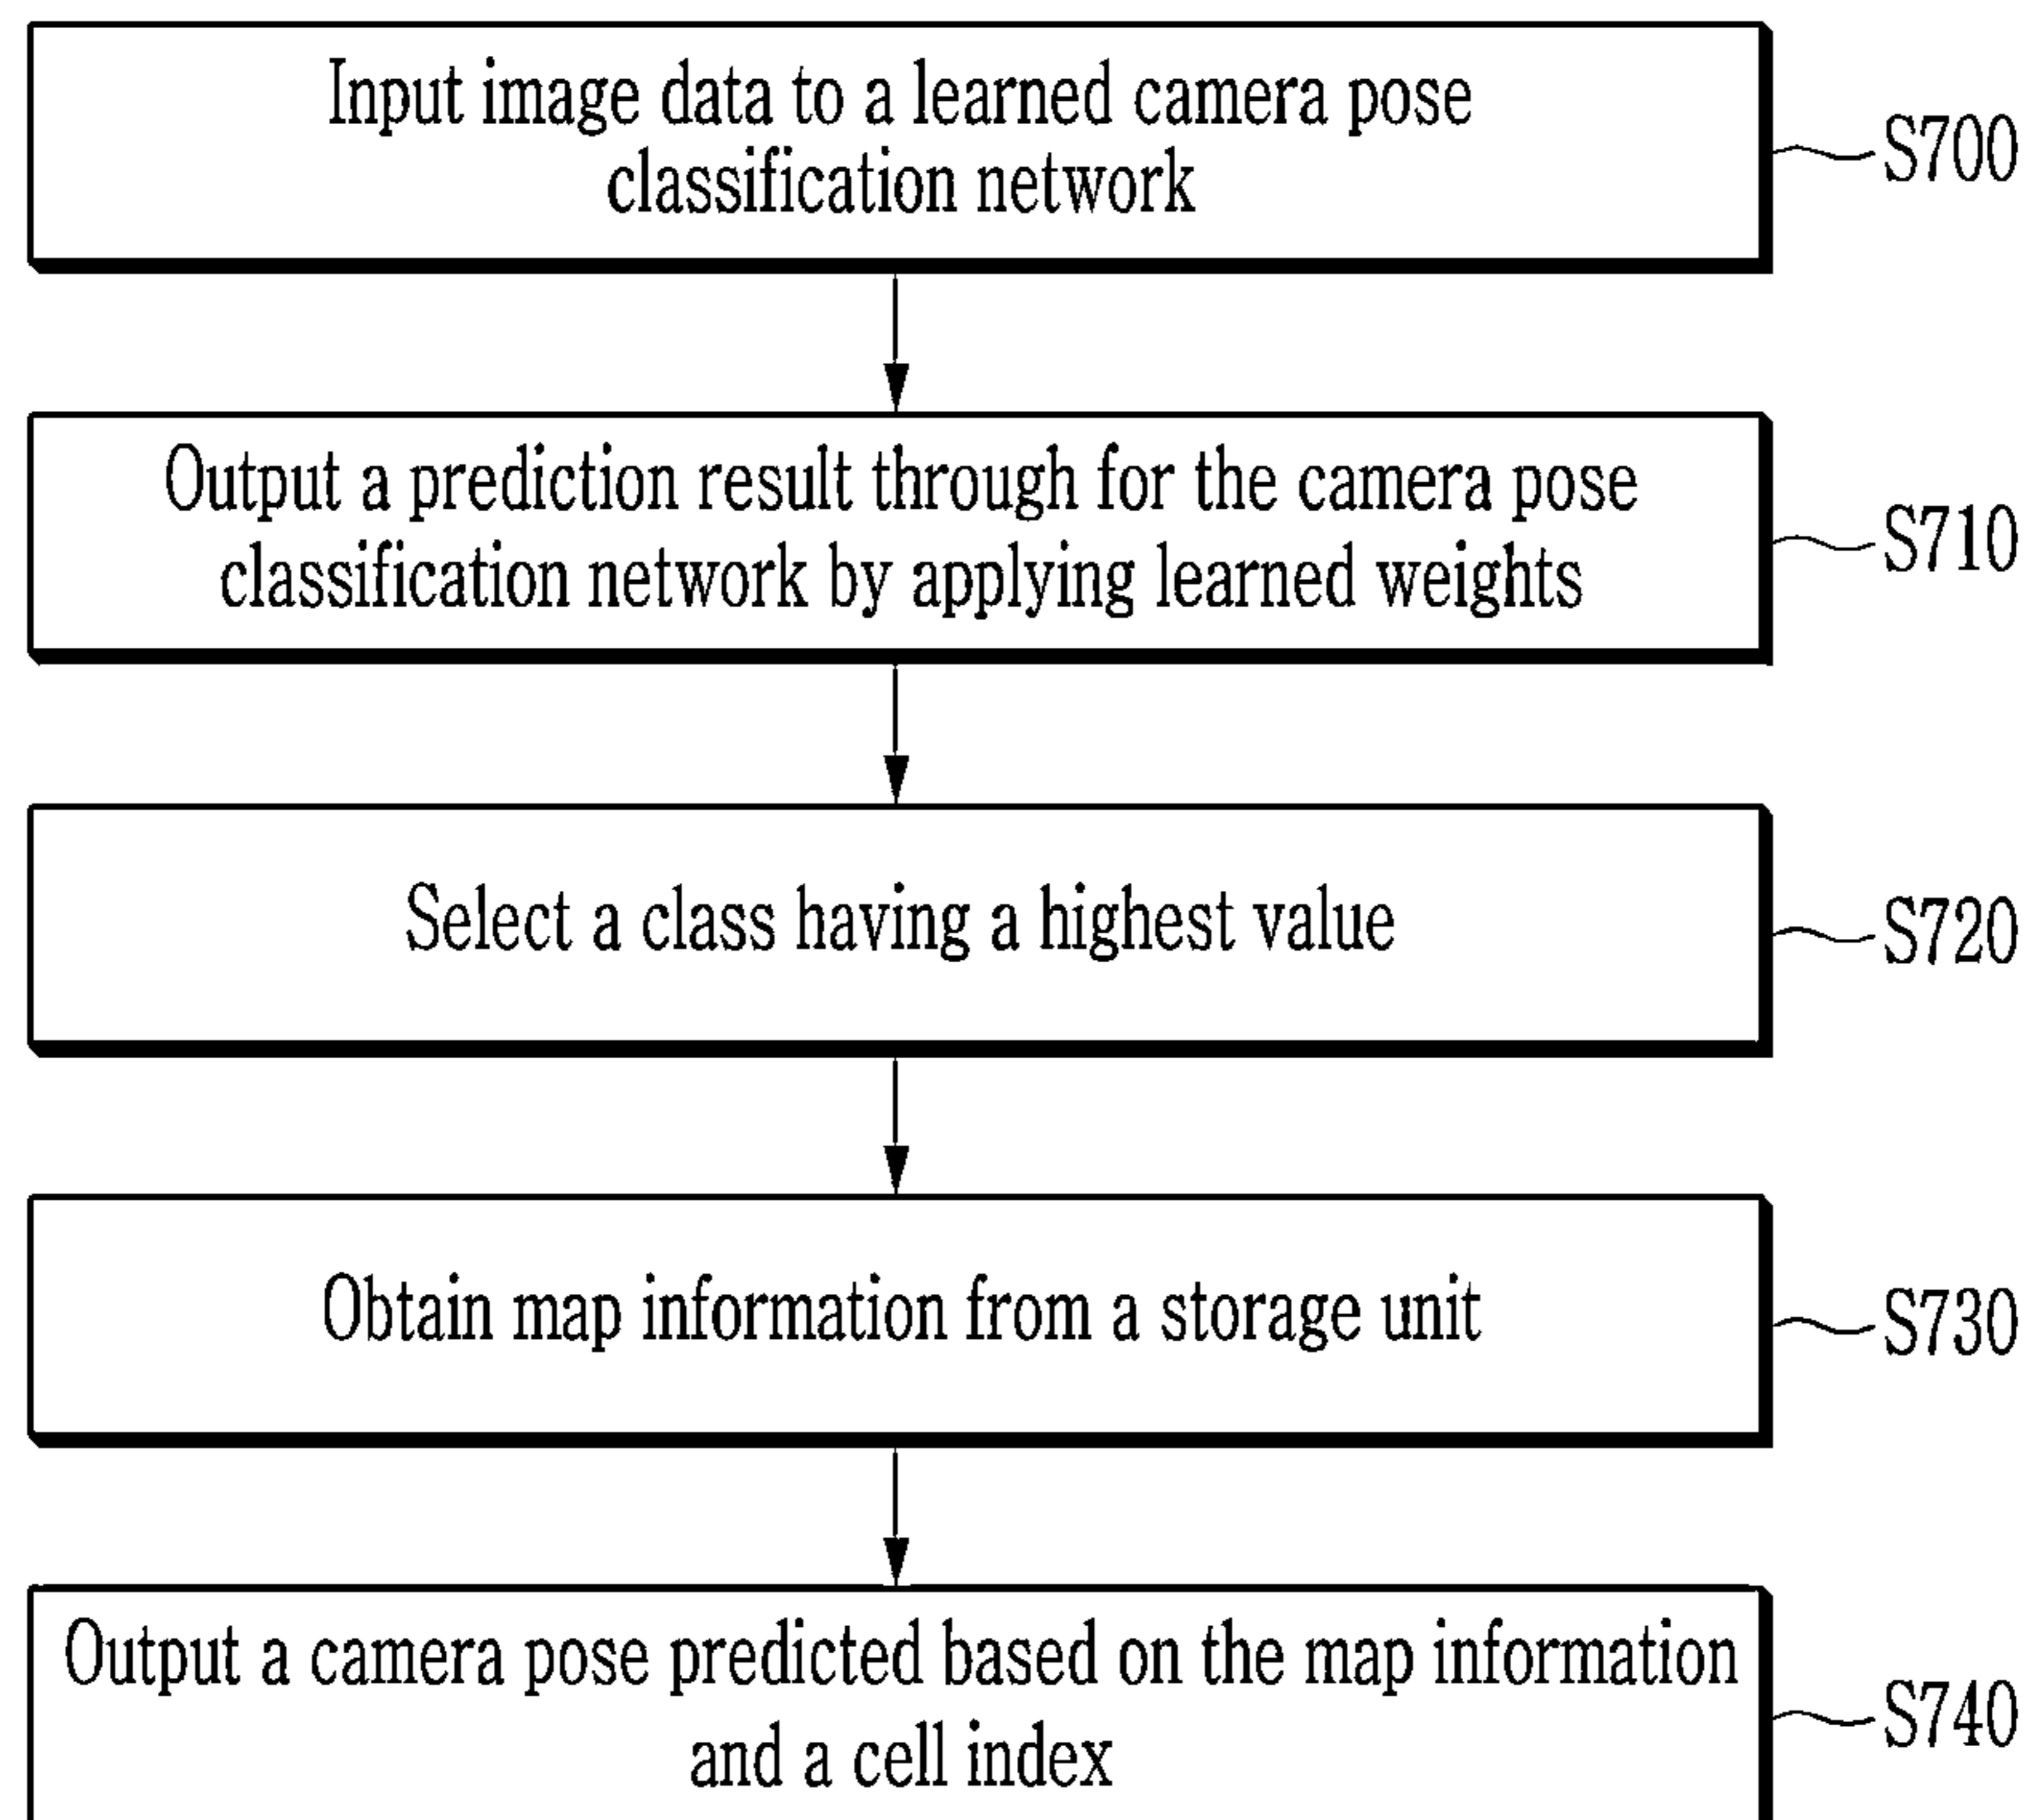 Input image data to a learned camera pose
classification network
S700
Output a prediction result through for the camera pose
classification network by applying learned weights
S710
Select a class having a highest value
S720
Obtain map information from a storage unit
S730
Output a camera pose predicted based on the map information
and a cell index
S740